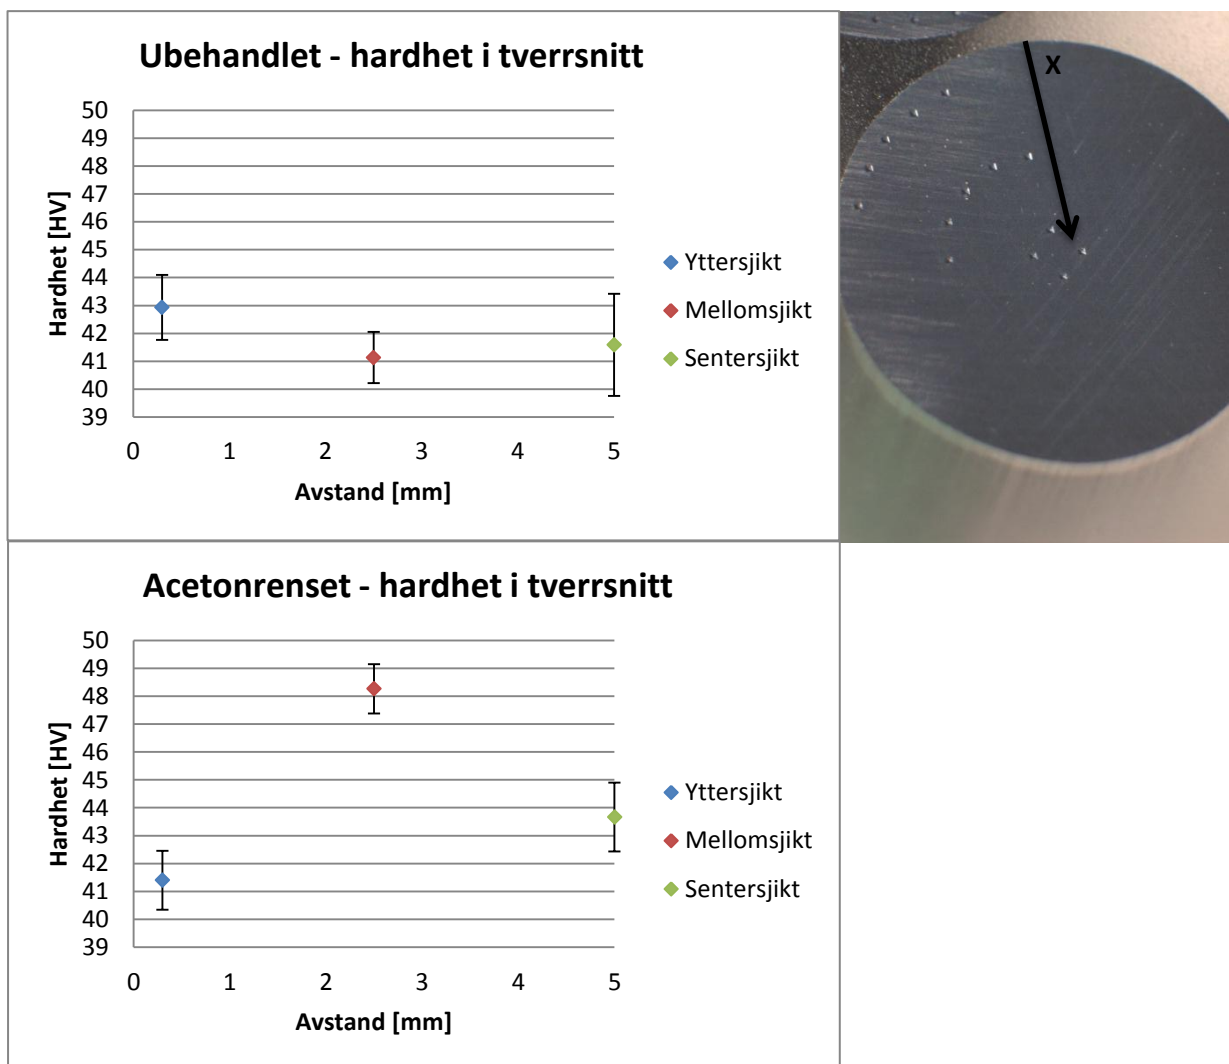 Ubehandlet - hardhet i tverrsnitt
50
49
48
47
46
45
44
43
42
41
40
39
Hardhet [HV]
0 1 2 3 4 5
Avstand [mm]
Yttersjikt
Mellomsjikt
Sentersjikt
X
Acetonrenset - hardhet i tverrsnitt
50
49
48
47
46
45
44
43
42
41
40
39
Hardhet [HV]
0 1 2 3 4 5
Avstand [mm]
Yttersjikt
Mellomsjikt
Sentersjikt